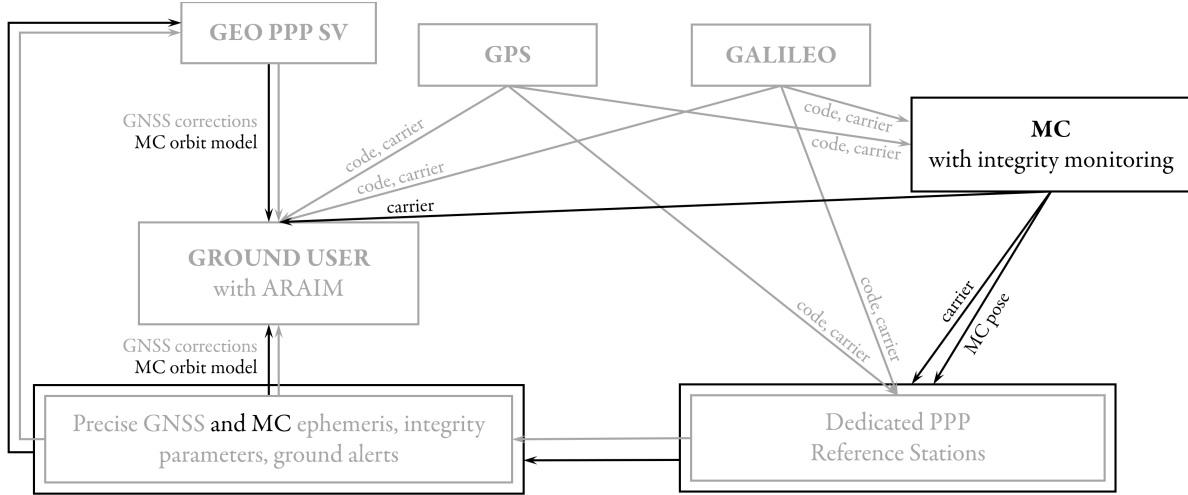 GEO PPP SV
GPS
GALILEO
MC
with integrity monitoring
GNSS corrections
MC orbit model
code, carrier
code, carrier
code, carrier
code, carrier
carrier
GROUND USER
with ARAIM
code, carrier
code, carrier
carrier
MC pose
GNSS corrections
MC orbit model
Precise GNSS and MC ephemeris, integrity
parameters, ground alerts
Dedicated PPP
Reference Stations